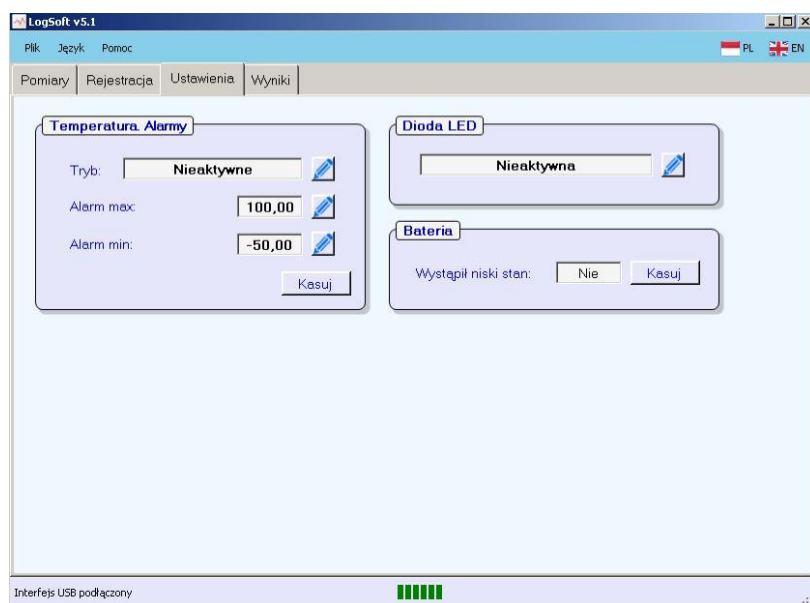 LogSoft v5.1
Plik Język Pomoc PL EN
Pomiary Rejestracja Ustawienia Wyniki
Temperatura. Alarmy
Tryb: Nieaktywne
Alarm max: 100,00
Alarm min: -50,00
Kasuj
Dioda LED
Nieaktywna
Bateria
Wystąpił niski stan: Nie Kasuj
Interfejs USB podłączony